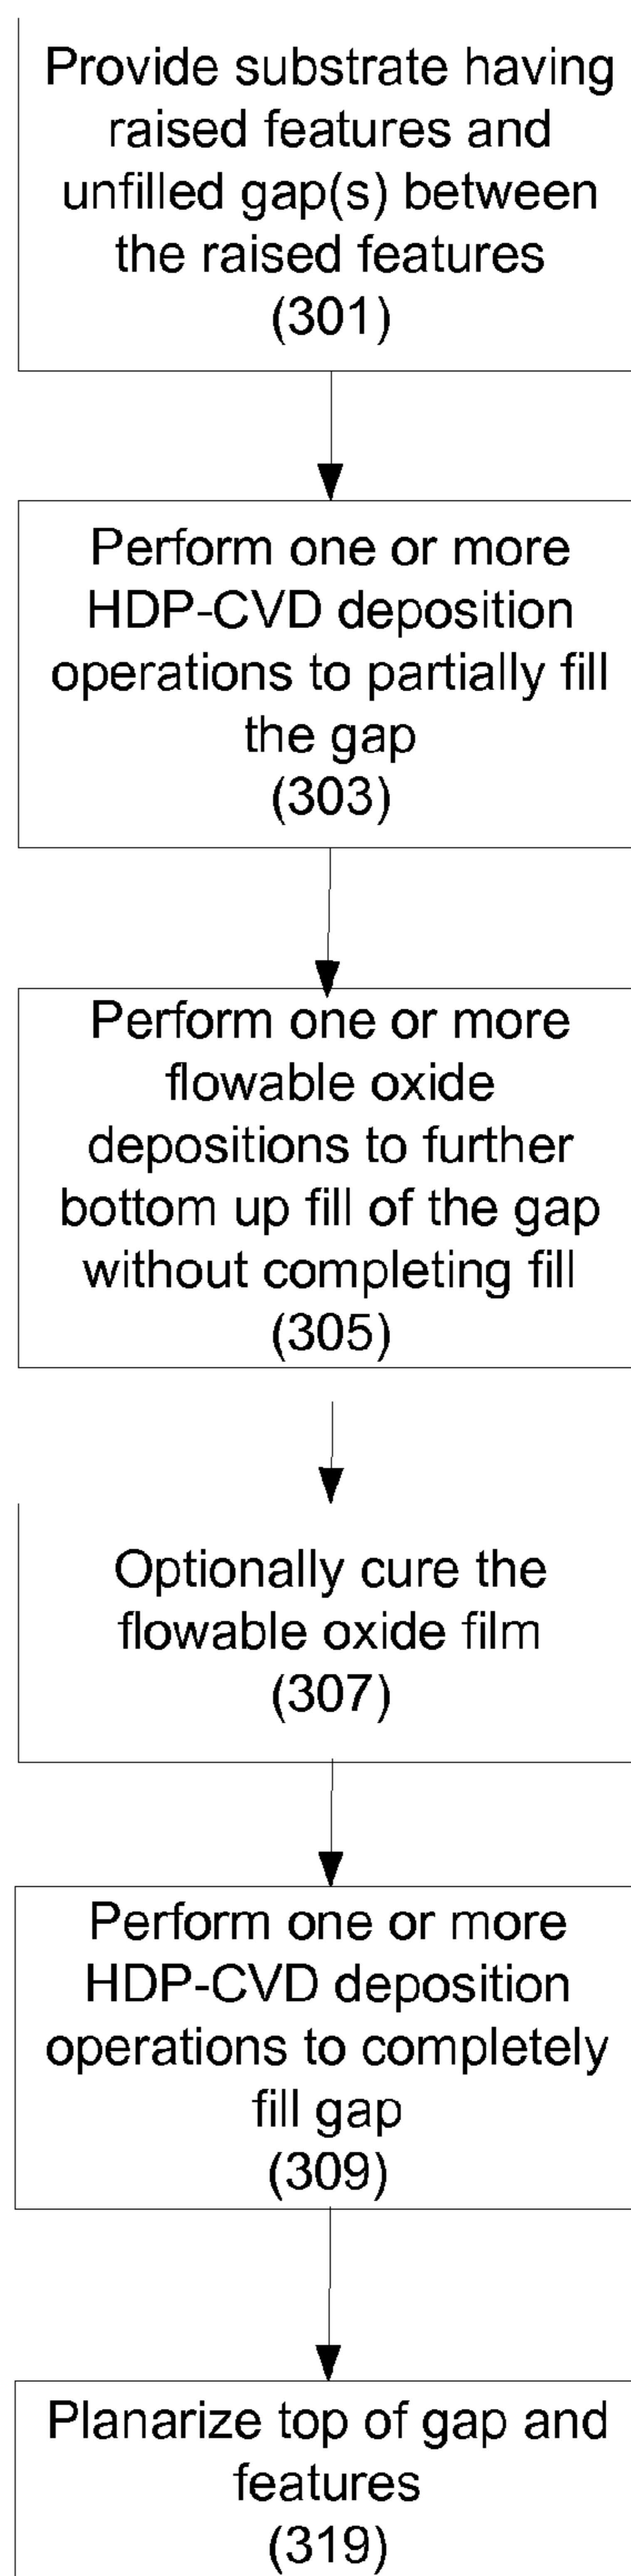 Provide substrate having
raised features and
unfilled gap(s) between
the raised features
(301)
Perform one or more
HDP-CVD deposition
operations to partially fill
the gap
(303)
Perform one or more
flowable oxide
depositions to further
bottom up fill of the gap
without completing fill
(305)
Optionally cure the
flowable oxide film
(307)
Perform one or more
HDP-CVD deposition
operations to completely
fill gap
(309)
Planarize top of gap and
features
(319)